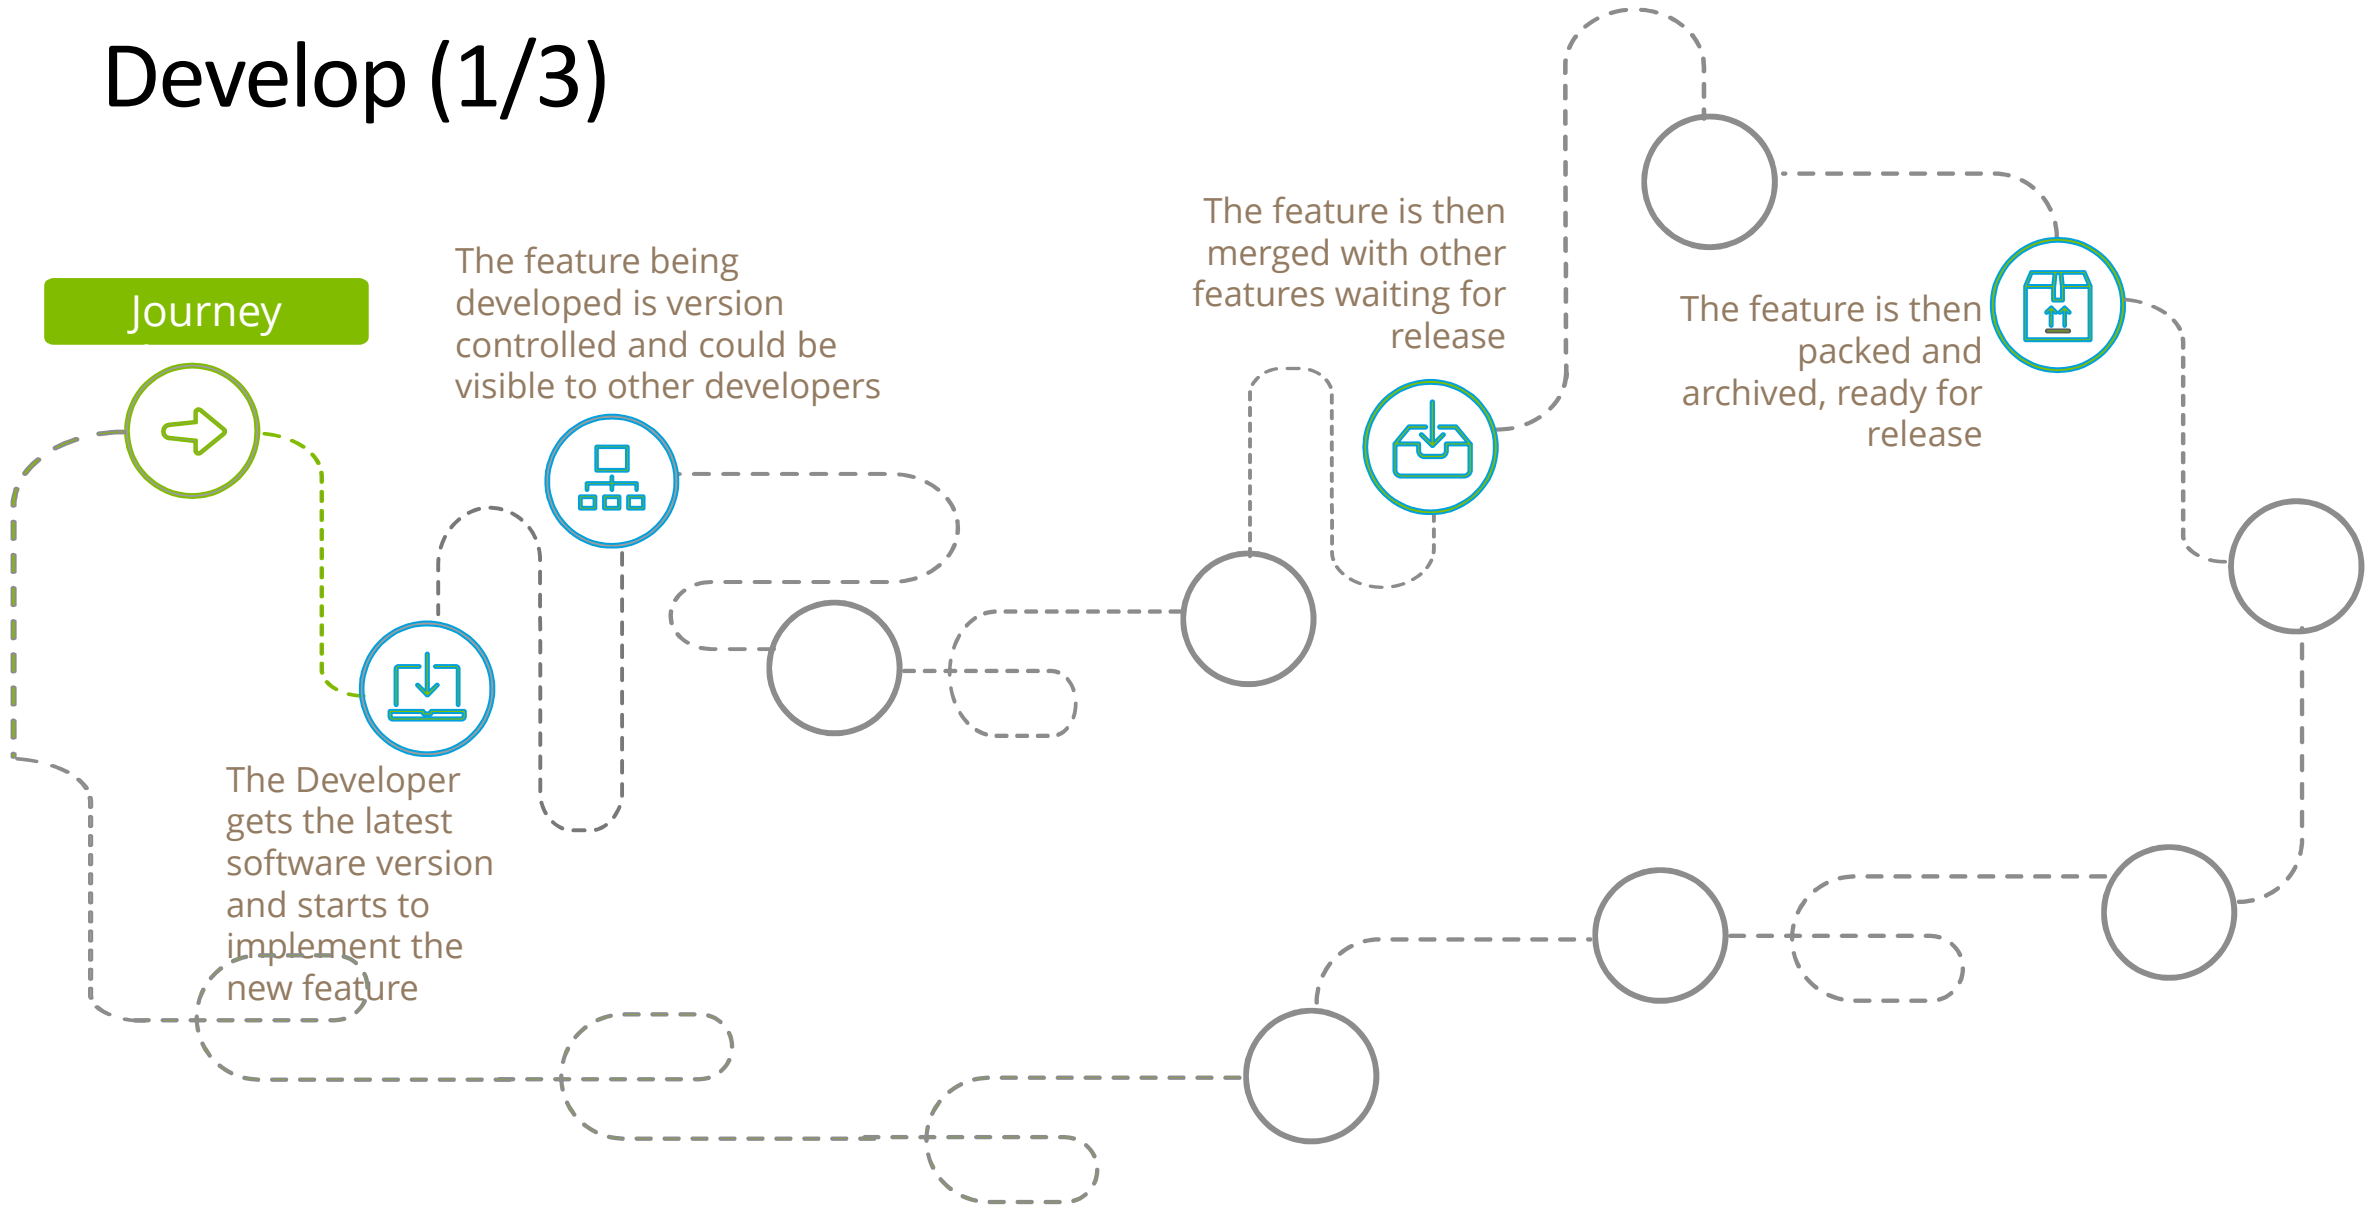 Develop (1/3)
Journey
The feature being
developed is version
controlled and could be
visible to other developers
The feature is then
merged with other
features waiting for
release
The feature is then
packed and
archived, ready for
release
The Developer
gets the latest
software version
and starts to
implement the
new feature